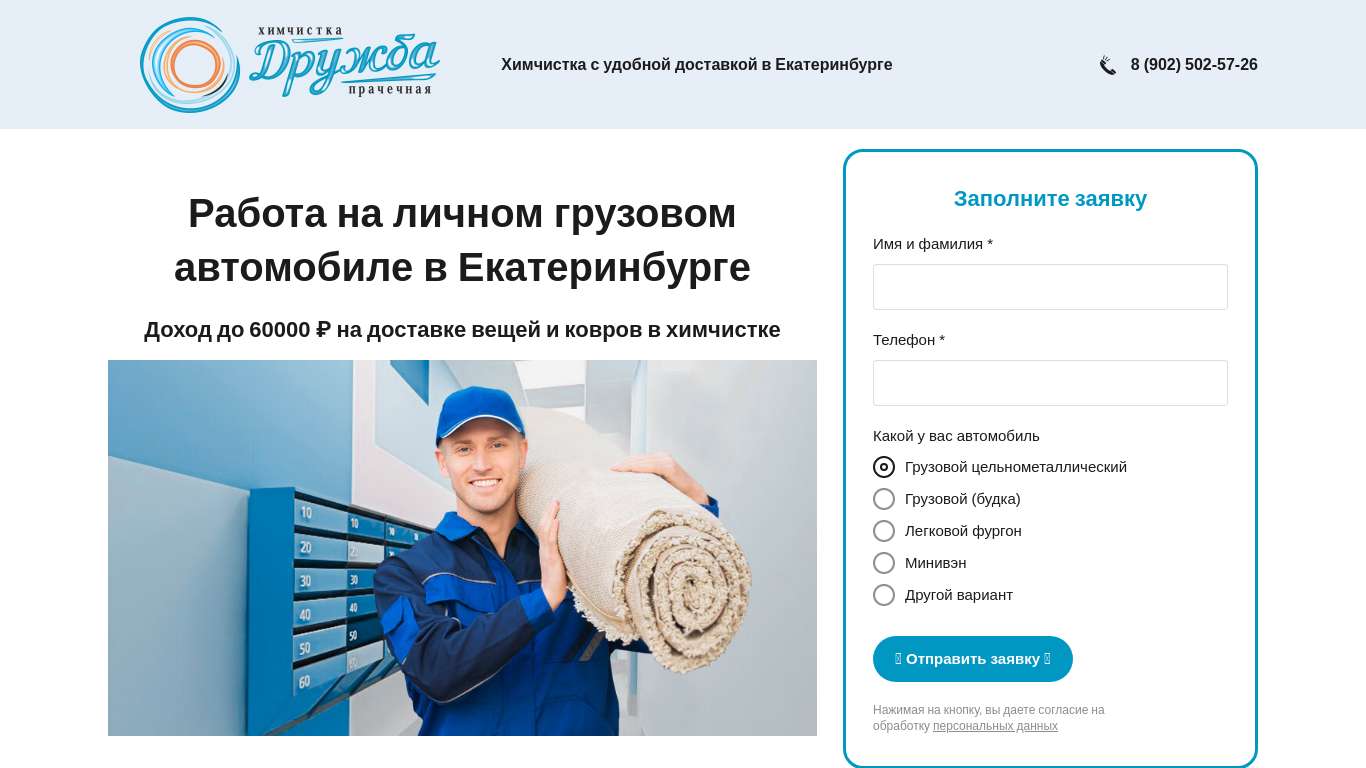 химчистка
Дружба
прачечная
Химчистка с удобной доставкой в Екатеринбурге
8 (902) 502-57-26
Работа на личном грузовом
автомобиле в Екатеринбурге
Доход до 60000 ₽ на доставке вещей и ковров в химчистке
10
20
30
40
50
60
10
20
30
40
50
60
10
Заполните заявку
Имя и фамилия *
Телефон *
Какой у вас автомобиль
Грузовой цельнометаллический
Грузовой (будка)
Легковой фургон
Минивэн
Другой вариант
Отправить заявку
Нажимая на кнопку, вы даете согласие на
обработку персональных данных